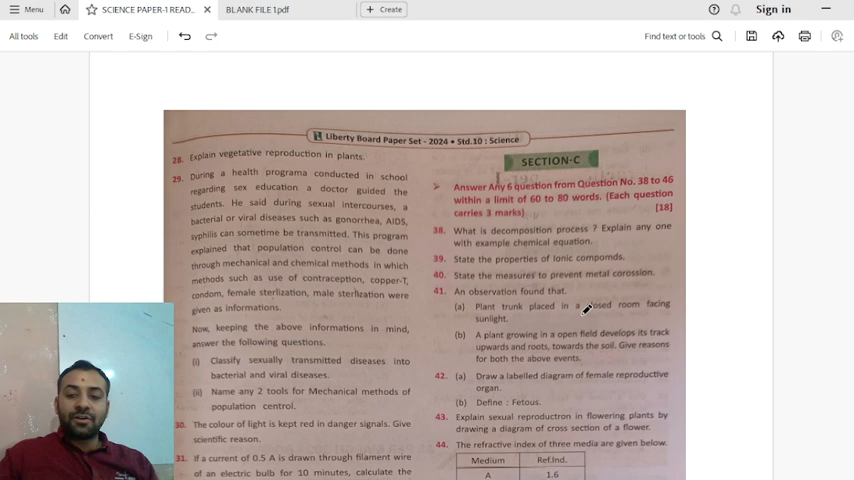 Menu
SCIENCE PAPER-1 READ...
BLANK FILE 1.pdf
Create
Sign in
All tools
Edit
Convert
E-Sign
Find text or tools
Liberty Board Paper Set - 2024 • Std.10 : Science
28. Explain vegetative reproduction in plants.
29. During a health programa conducted in school
regarding sex education a doctor guided the
students. He said during sexual intercourses, a
bacterial or viral diseases such as gonorrhea, AIDS,
syphilis can sometime be transmitted. This program
explained that population control can be done
through mechanical and chemical methods in which
methods such as use of contraception, copper-T,
condom, female sterlization, male sterlization were
given as informations.
Now, keeping the above informations in mind,
answer the following questions.
(i) Classify sexually transmitted diseases into
bacterial and viral diseases.
(ii) Name any 2 tools for Mechanical methods of
population centrol.
30. The colour of light is kept red in danger signals. Give
scientific reason.
31. If a current of 0.5 A is drawn through filament wire
of an electric bulb for 10 minutes, calculate the
SECTION-C
➤ Answer Any 6 question from Question No. 38 to 46
within a limit of 60 to 80 words. (Each question
carries 3 marks) [18]
38. What is decomposition process ? Explain any one
with example chemical equation.
39. State the properties of Ionic compomds.
40. State the measures to prevent metal corossion.
41. An observation found that.
(a) Plant trunk placed in a closed room facing
sunlight.
(b) A plant growing in a open field develops its track
upwards and roots, towards the soil. Give reasons
for both the above events.
42. (a) Draw a labelled diagram of female reproductive
organ.
(b) Define : Fetous.
43. Explain sexual reproductron in flowering plants by
drawing a diagram of cross section of a flower.
44. The refractive index of three media are given below.
Medium Ref.Ind.
A 1.6